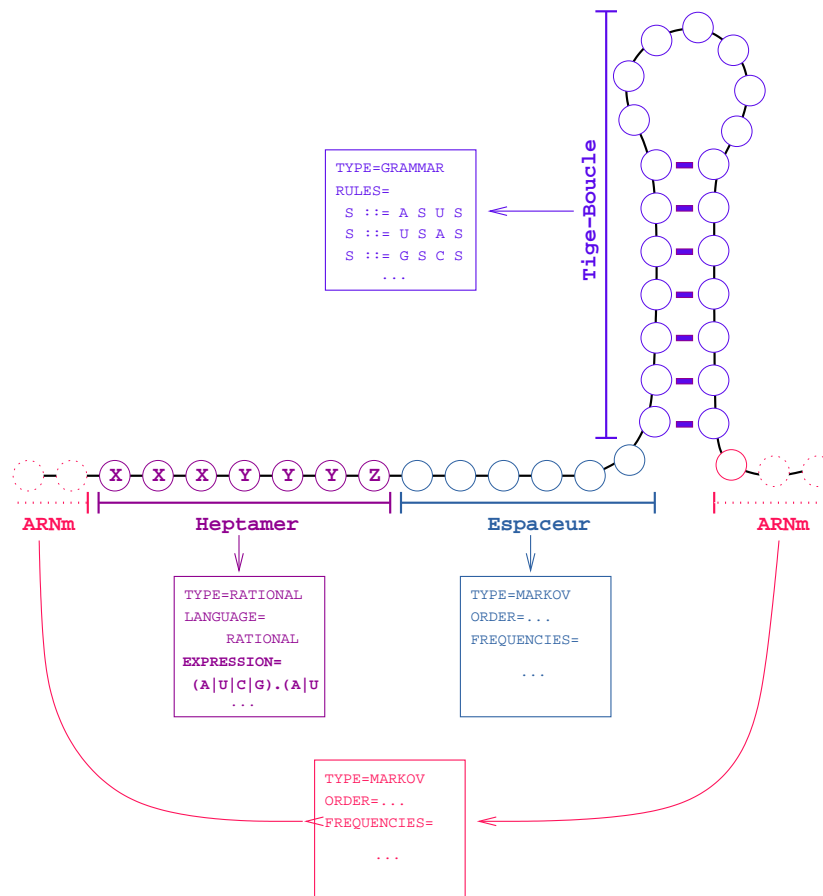 TYPE=GRAMMAR
RULES=
S ::= A S U S
S ::= U S A S
S ::= G S C S
...
Tige-Boucle
X X X Y Y Y Z
ARNm
Heptamer
Espaceur
ARNm
TYPE=RATIONAL
LANGUAGE=
RATIONAL
EXPRESSION=
(A|U|C|G).(A|U
...
TYPE=MARKOV
ORDER=...
FREQUENCIES=
...
TYPE=MARKOV
ORDER=...
FREQUENCIES=
...